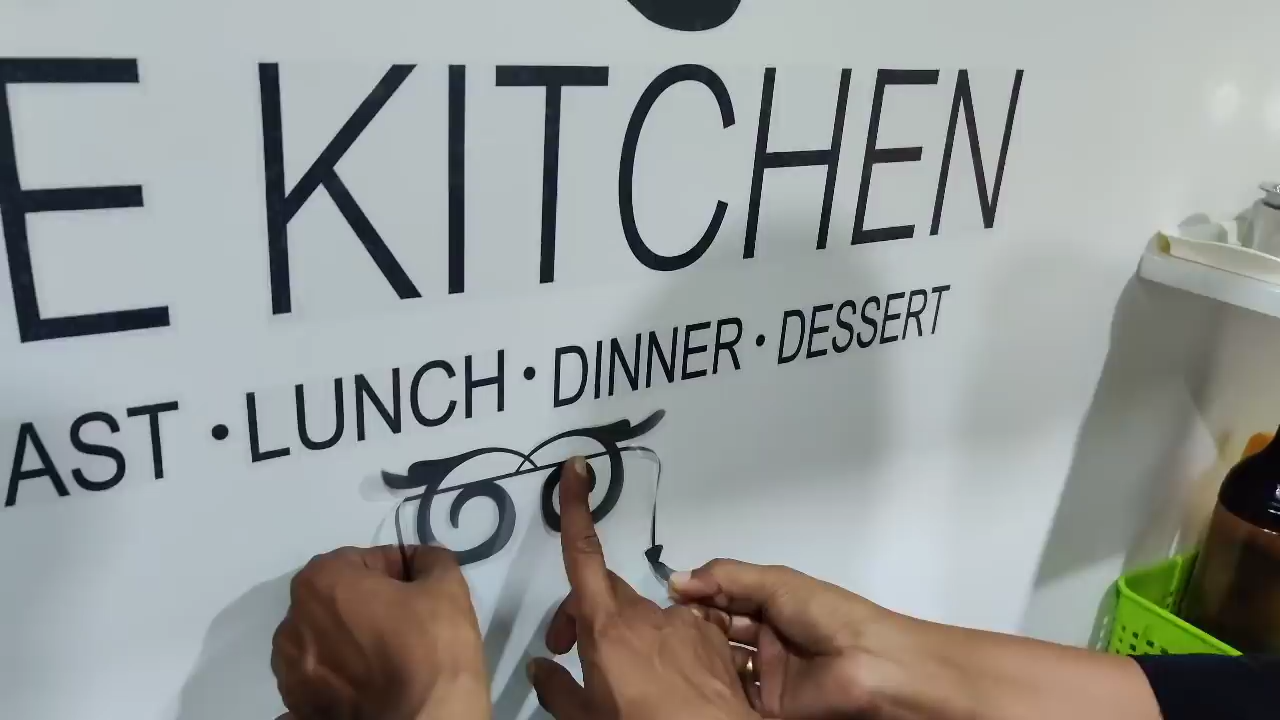 E KITCHEN
AST • LUNCH • DINNER • DESSERT